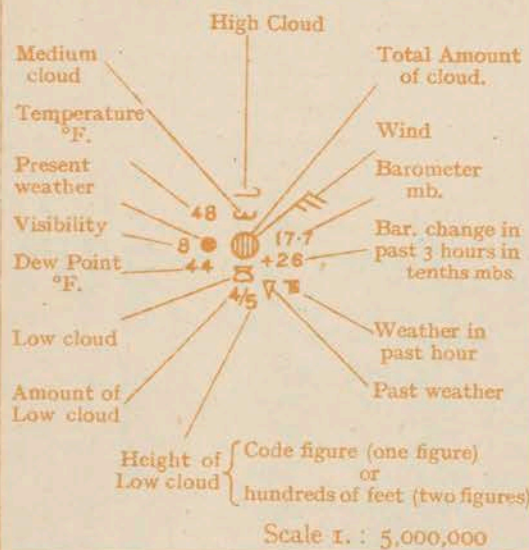 High Cloud
Medium
cloud
Total Amount
of cloud.
Temperature
°F.
Wind
Present
weather
Barometer
mb.
48
Visibility
8
17.7
Bar. change in
past 3 hours in
tenths mbs.
Dew Point
°F.
44
+26
4/5
Low cloud
Weather in
past hour
Amount of
Low cloud
Past weather
Height of
Low cloud
Code figure (one figure)
or
hundreds of feet (two figures)
Scale 1. : 5,000,000